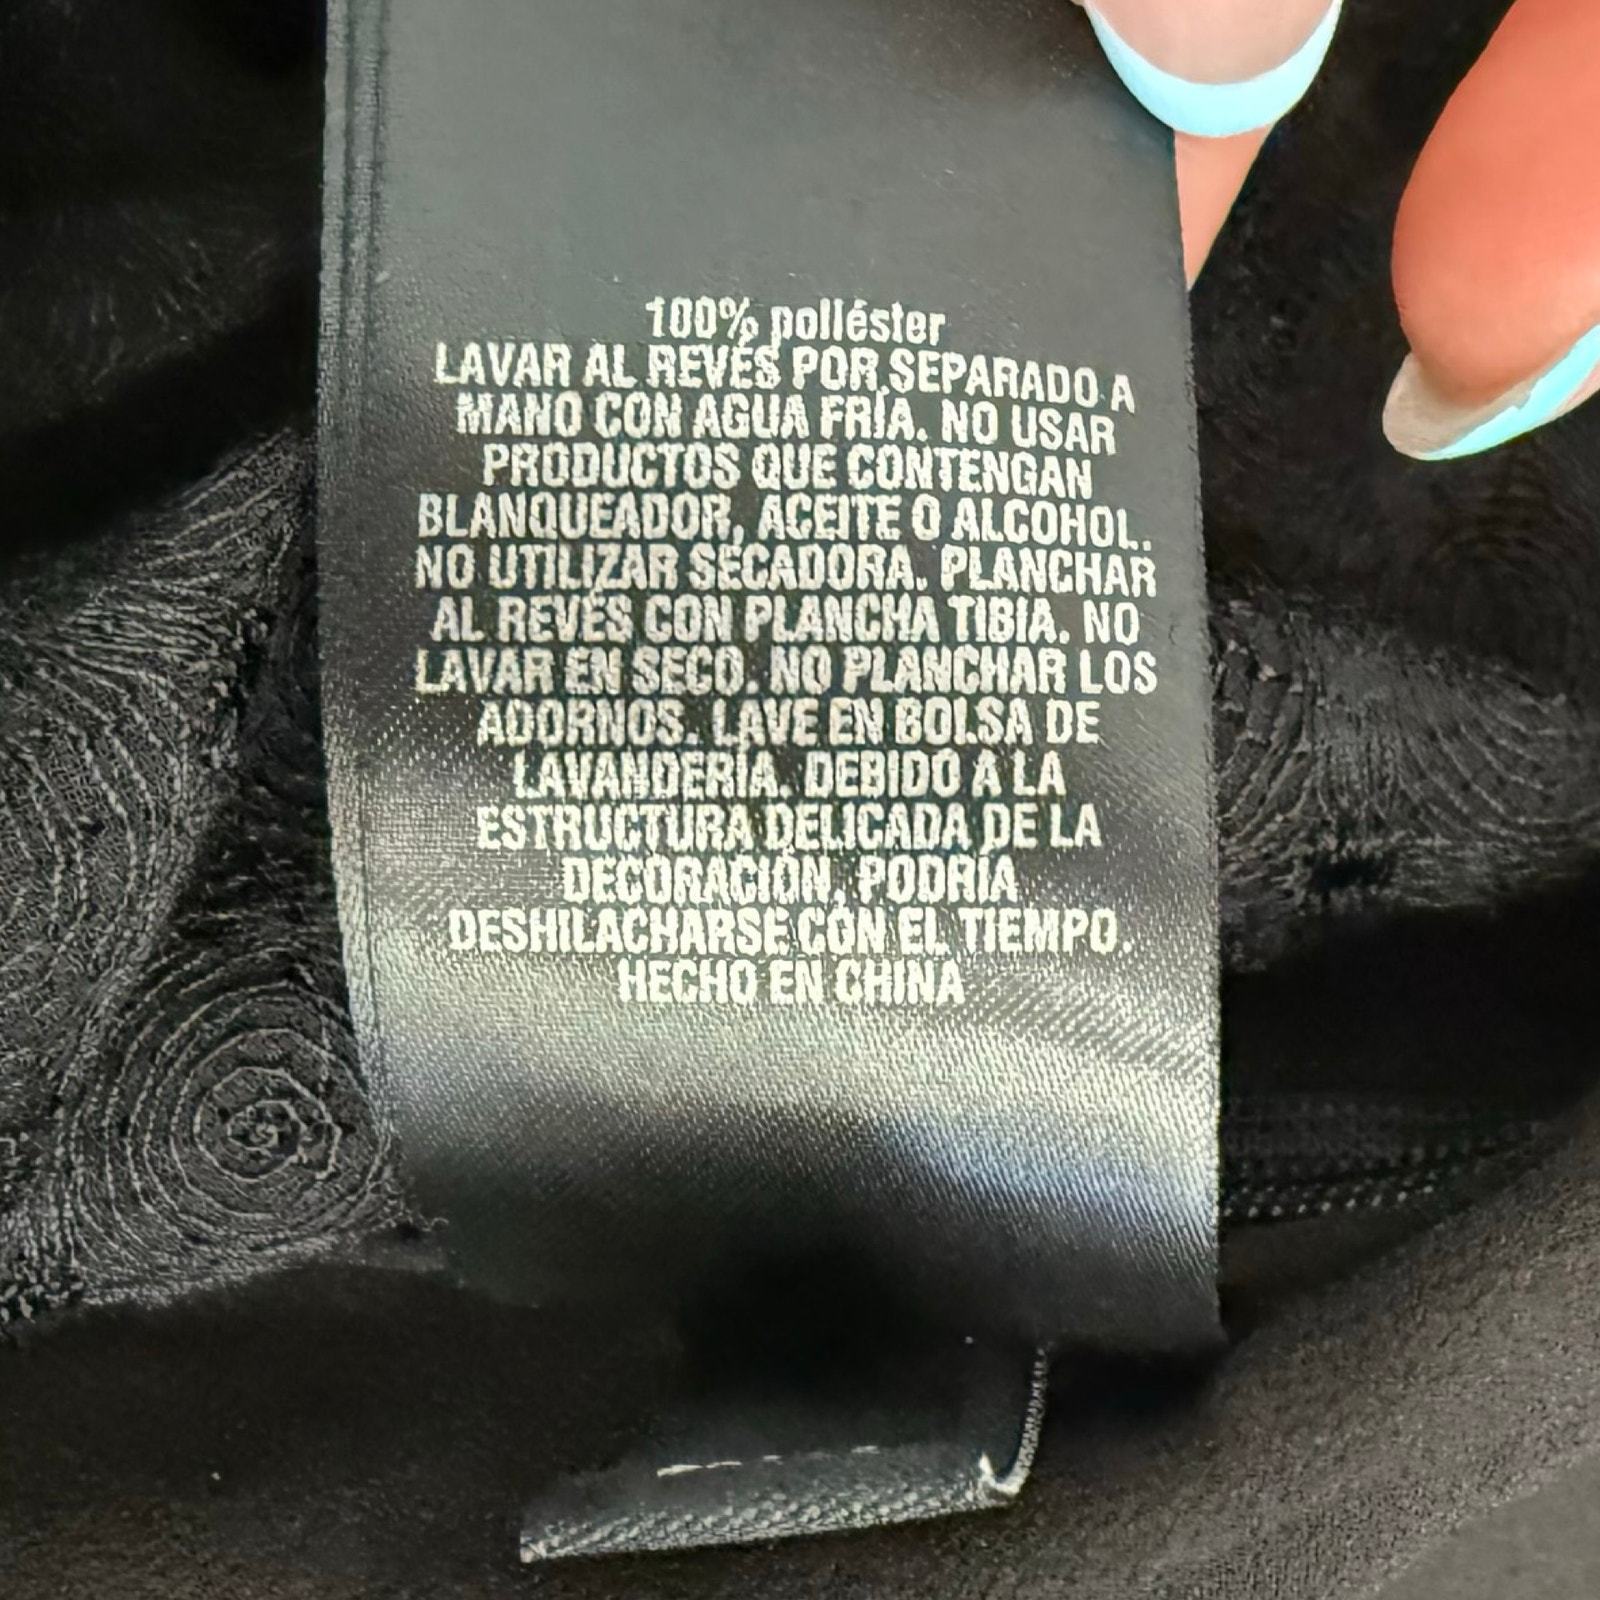 100% poliéster
LAVAR AL REVÉS POR SEPARADO A
MANO CON AGUA FRÍA. NO USAR
PRODUCTOS QUE CONTENGAN
BLANQUEADOR, ACEITE O ALCOHOL.
NO UTILIZAR SECADORA. PLANCHAR
AL REVÉS CON PLANCHA TIBIA. NO
LAVAR EN SECO. NO PLANCHAR LOS
ADORNOS. LAVE EN BOLSA DE
LAVANDERÍA. DEBIDO A LA
ESTRUCTURA DELICADA DE LA
DECORACIÓN, PODRÍA
DESHILACHARSE CON EL TIEMPO.
HECHO EN CHINA